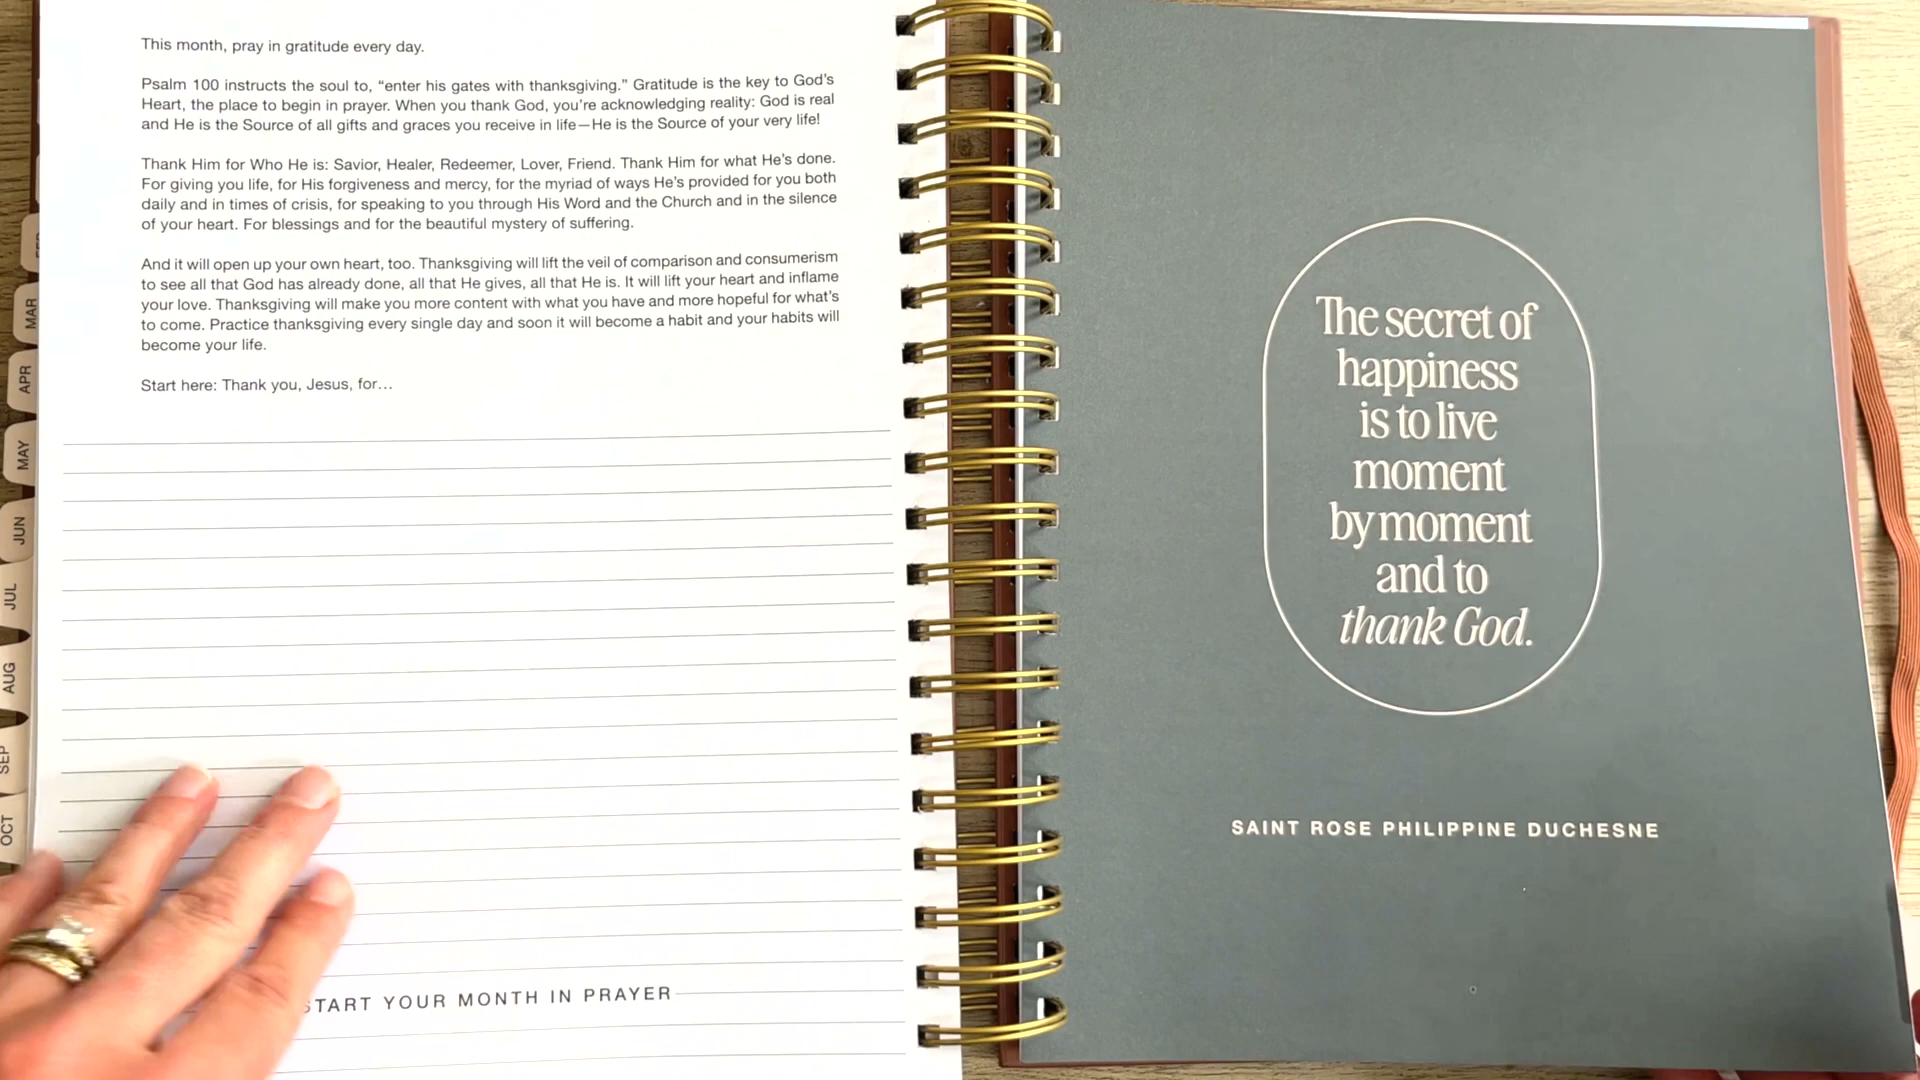 This month, pray in gratitude every day.
Psalm 100 instructs the soul to, “enter his gates with thanksgiving.” Gratitude is the key to God’s
Heart, the place to begin in prayer. When you thank God, you’re acknowledging reality: God is real
and He is the Source of all gifts and graces you receive in life—He is the Source of your very life!
Thank Him for Who He is: Savior, Healer, Redeemer, Lover, Friend. Thank Him for what He’s done.
For giving you life, for His forgiveness and mercy, for the myriad of ways He’s provided for you both
daily and in times of crisis, for speaking to you through His Word and the Church and in the silence
of your heart. For blessings and for the beautiful mystery of suffering.
And it will open up your own heart, too. Thanksgiving will lift the veil of comparison and consumerism
to see all that God has already done, all that He gives, all that He is. It will lift your heart and inflame
your love. Thanksgiving will make you more content with what you have and more hopeful for what’s
to come. Practice thanksgiving every single day and soon it will become a habit and your habits will
become your life.
Start here: Thank you, Jesus, for…
START YOUR MONTH IN PRAYER
FEB
MAR
APR
MAY
JUN
JUL
AUG
SEP
OCT
The secret of
happiness
is to live
moment
by moment
and to
thank God.
SAINT ROSE PHILIPPINE DUCHESNE